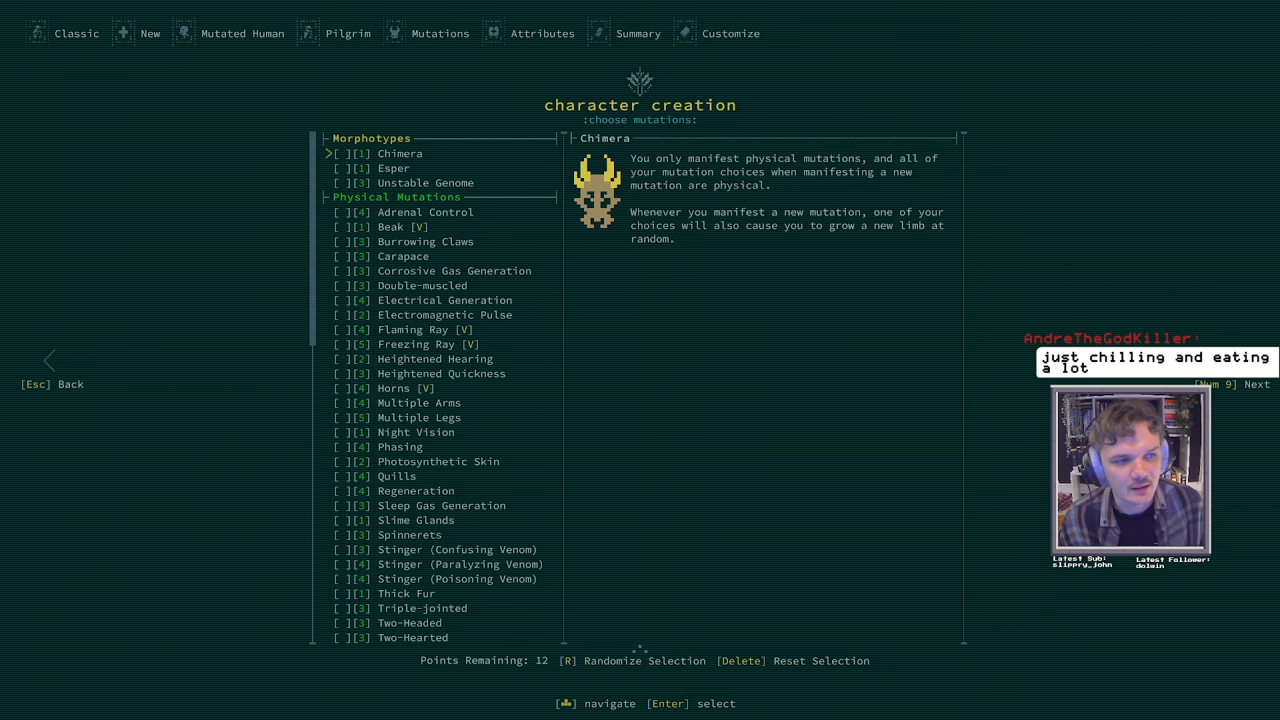 Classic New Mutated Human Pilgrim Mutations Attributes Summary Customize
character creation
:choose mutations:
Morphotypes
>[ ][1] Chimera
[ ][1] Esper
[ ][3] Unstable Genome
Physical Mutations
[ ][4] Adrenal Control
[ ][1] Beak [V]
[ ][3] Burrowing Claws
[ ][3] Carapace
[ ][3] Corrosive Gas Generation
[ ][3] Double-muscled
[ ][4] Electrical Generation
[ ][2] Electromagnetic Pulse
[ ][4] Flaming Ray [V]
[ ][5] Freezing Ray [V]
[ ][2] Heightened Hearing
[ ][3] Heightened Quickness
[ ][4] Horns [V]
[ ][4] Multiple Arms
[ ][5] Multiple Legs
[ ][1] Night Vision
[ ][4] Phasing
[ ][2] Photosynthetic Skin
[ ][4] Quills
[ ][4] Regeneration
[ ][3] Sleep Gas Generation
[ ][1] Slime Glands
[ ][3] Spinnerets
[ ][3] Stinger (Confusing Venom)
[ ][4] Stinger (Paralyzing Venom)
[ ][4] Stinger (Poisoning Venom)
[ ][1] Thick Fur
[ ][3] Triple-jointed
[ ][3] Two-Headed
[ ][3] Two-Hearted
Chimera
You only manifest physical mutations, and all of
your mutation choices when manifesting a new
mutation are physical.
Whenever you manifest a new mutation, one of your
choices will also cause you to grow a new limb at
random.
[Esc] Back
AndreTheGodKiller:
just chilling and eating
a lot
[Num 9] Next
Latest Sub:
slippry_john
Latest Follower:
dolwin
Points Remaining: 12 [R] Randomize Selection [Delete] Reset Selection
navigate [Enter] select